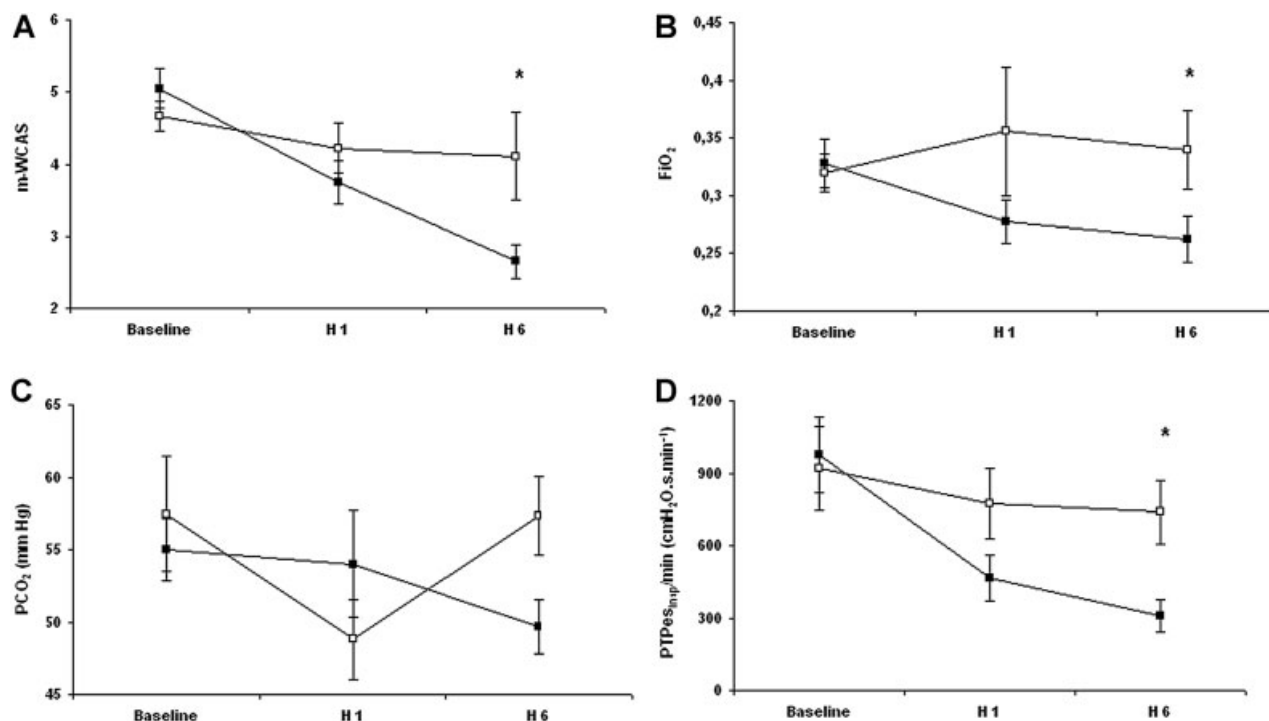 A
m-WCAS
6
5
4
3
2
*
Baseline H 1 H 6
B
FiO2
0,45
0,4
0,35
0,3
0,25
0,2
*
Baseline H 1 H 6
C
PCO2 (mm Hg)
65
60
55
50
45
Baseline H 1 H 6
D
PTPesinsp/min (cmH2O.s.min-1)
1200
900
600
300
0
*
Baseline H 1 H 6